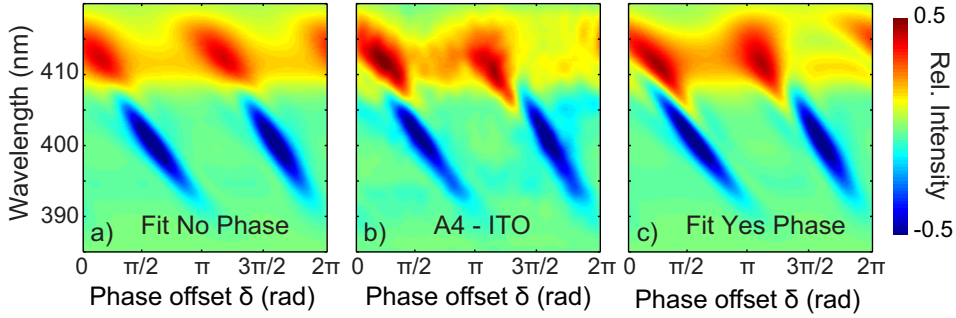 Wavelength (nm)
410
400
390
a) Fit No Phase
b) A4 - ITO
c) Fit Yes Phase
0 π/2 π 3π/2 2π
0 π/2 π 3π/2 2π
0 π/2 π 3π/2 2π
Phase offset δ (rad)
Phase offset δ (rad)
Phase offset δ (rad)
0.5
Rel. Intensity
-0.5